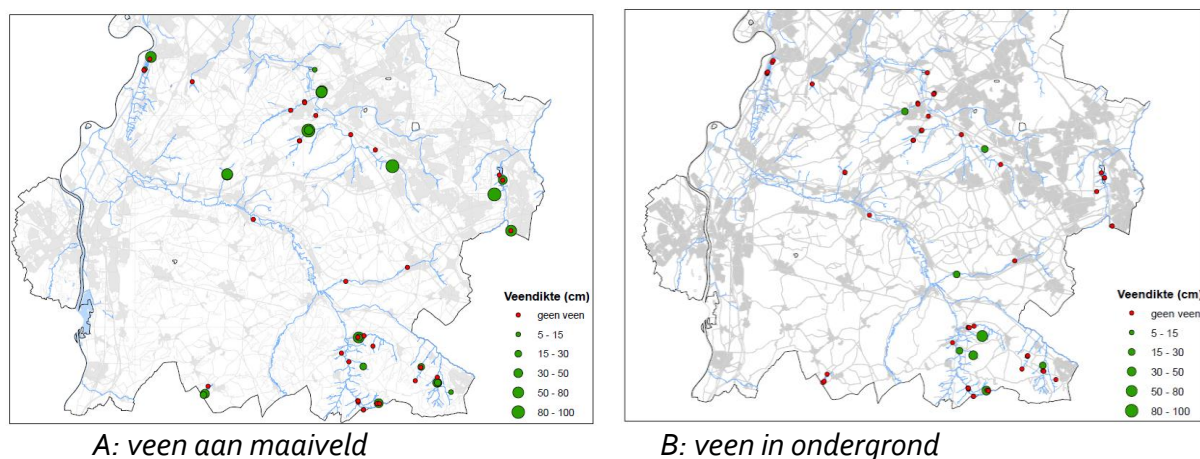 Veendikte (cm)
geen veen
5 - 15
15 - 30
30 - 50
50 - 80
80 - 100
Veendikte (cm)
geen veen
5 - 15
15 - 30
30 - 50
50 - 80
80 - 100
A: veen aan maaiveld
B: veen in ondergrond